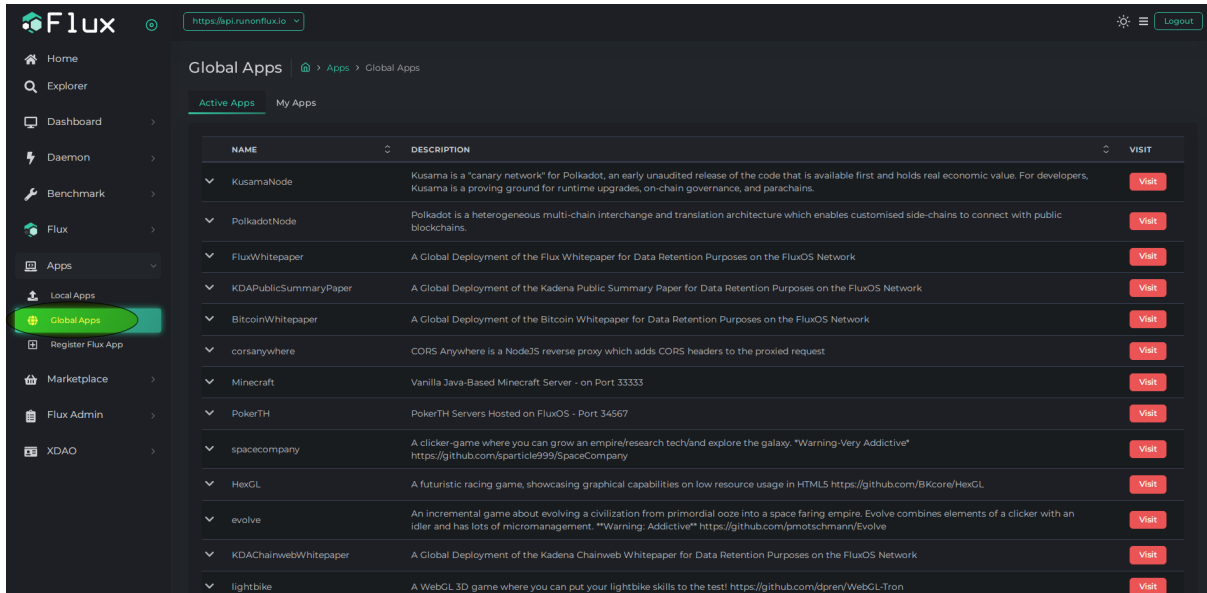 Flux
https://api.runonflux.io
Logout
Home
Explorer
Dashboard
Daemon
Benchmark
Flux
Apps
Local Apps
Global Apps
Register Flux App
Marketplace
Flux Admin
XDAO
Global Apps
Apps > Global Apps
Active Apps My Apps
NAME DESCRIPTION VISIT
KusamaNode Kusama is a "canary network" for Polkadot, an early unaudited release of the code that is available first and holds real economic value. For developers, Visit
Kusama is a proving ground for runtime upgrades, on-chain governance, and parachains.
PolkadotNode Polkadot is a heterogeneous multi-chain interchange and translation architecture which enables customised side-chains to connect with public Visit
blockchains.
FluxWhitepaper A Global Deployment of the Flux Whitepaper for Data Retention Purposes on the FluxOS Network Visit
KDAPublicSummaryPaper A Global Deployment of the Kadena Public Summary Paper for Data Retention Purposes on the FluxOS Network Visit
BitcoinWhitepaper A Global Deployment of the Bitcoin Whitepaper for Data Retention Purposes on the FluxOS Network Visit
corsanywhere CORS Anywhere is a NodeJS reverse proxy which adds CORS headers to the proxied request Visit
Minecraft Vanilla Java-Based Minecraft Server - on Port 33333 Visit
PokerTH PokerTH Servers Hosted on FluxOS - Port 34567 Visit
spacecompany A clicker-game where you can grow an empire/research tech/and explore the galaxy. *Warning-Very Addictive* Visit
https://github.com/sparticle999/SpaceCompany
HexGL A futuristic racing game, showcasing graphical capabilities on low resource usage in HTML5 https://github.com/BKcore/HexGL Visit
evolve An incremental game about evolving a civilization from primordial ooze into a space faring empire. Evolve combines elements of a clicker with an Visit
idler and has lots of micromanagement. **Warning: Addictive** https://github.com/pmotschmann/Evolve
KDAChainwebWhitepaper A Global Deployment of the Kadena Chainweb Whitepaper for Data Retention Purposes on the FluxOS Network Visit
lightbike A WebGL 3D game where you can put your lightbike skills to the test! https://github.com/dpren/WebGL-Tron Visit